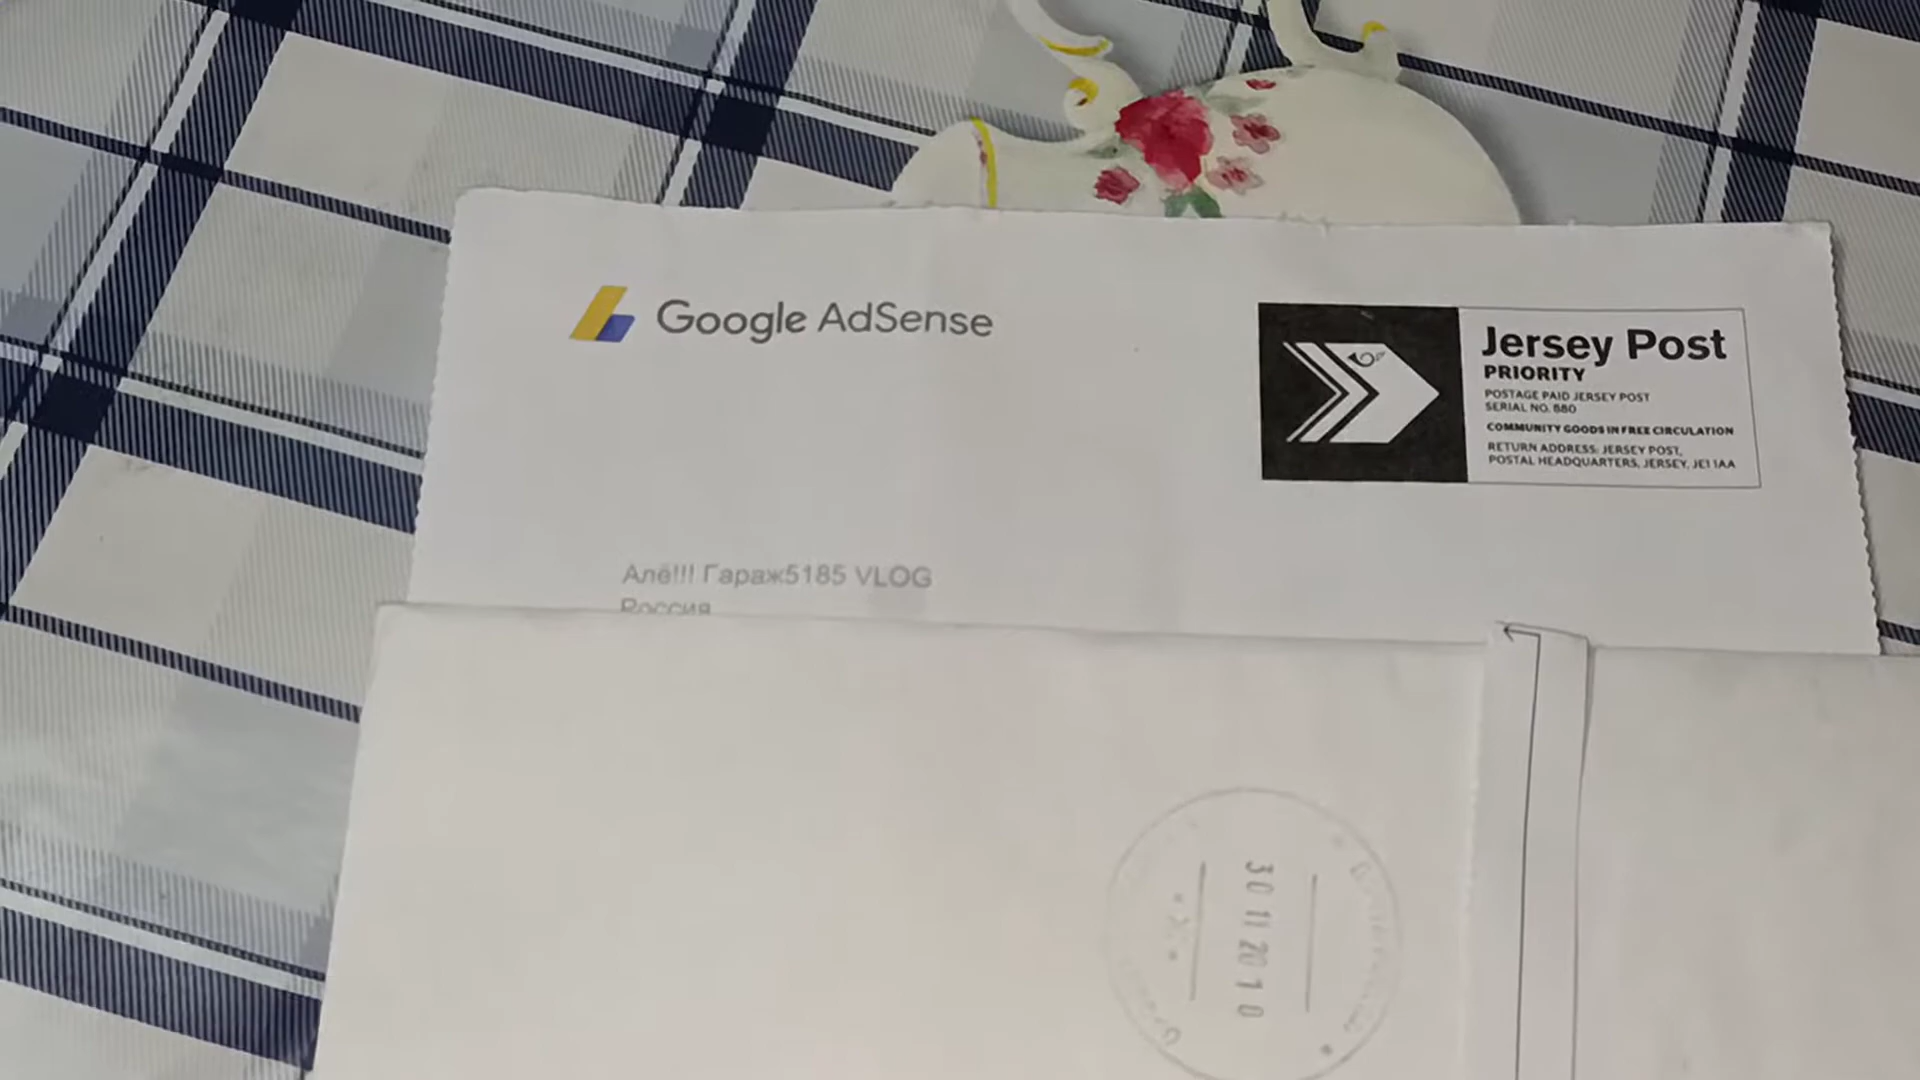 Google AdSense
Jersey Post
PRIORITY
POSTAGE PAID JERSEY POST
SERIAL NO. 880
COMMUNITY GOODS IN FREE CIRCULATION
RETURN ADDRESS: JERSEY POST,
POSTAL HEADQUARTERS, JERSEY, JE1 1AA
Алё!!! Гараж5185 VLOG
Россия
30 11 20 10